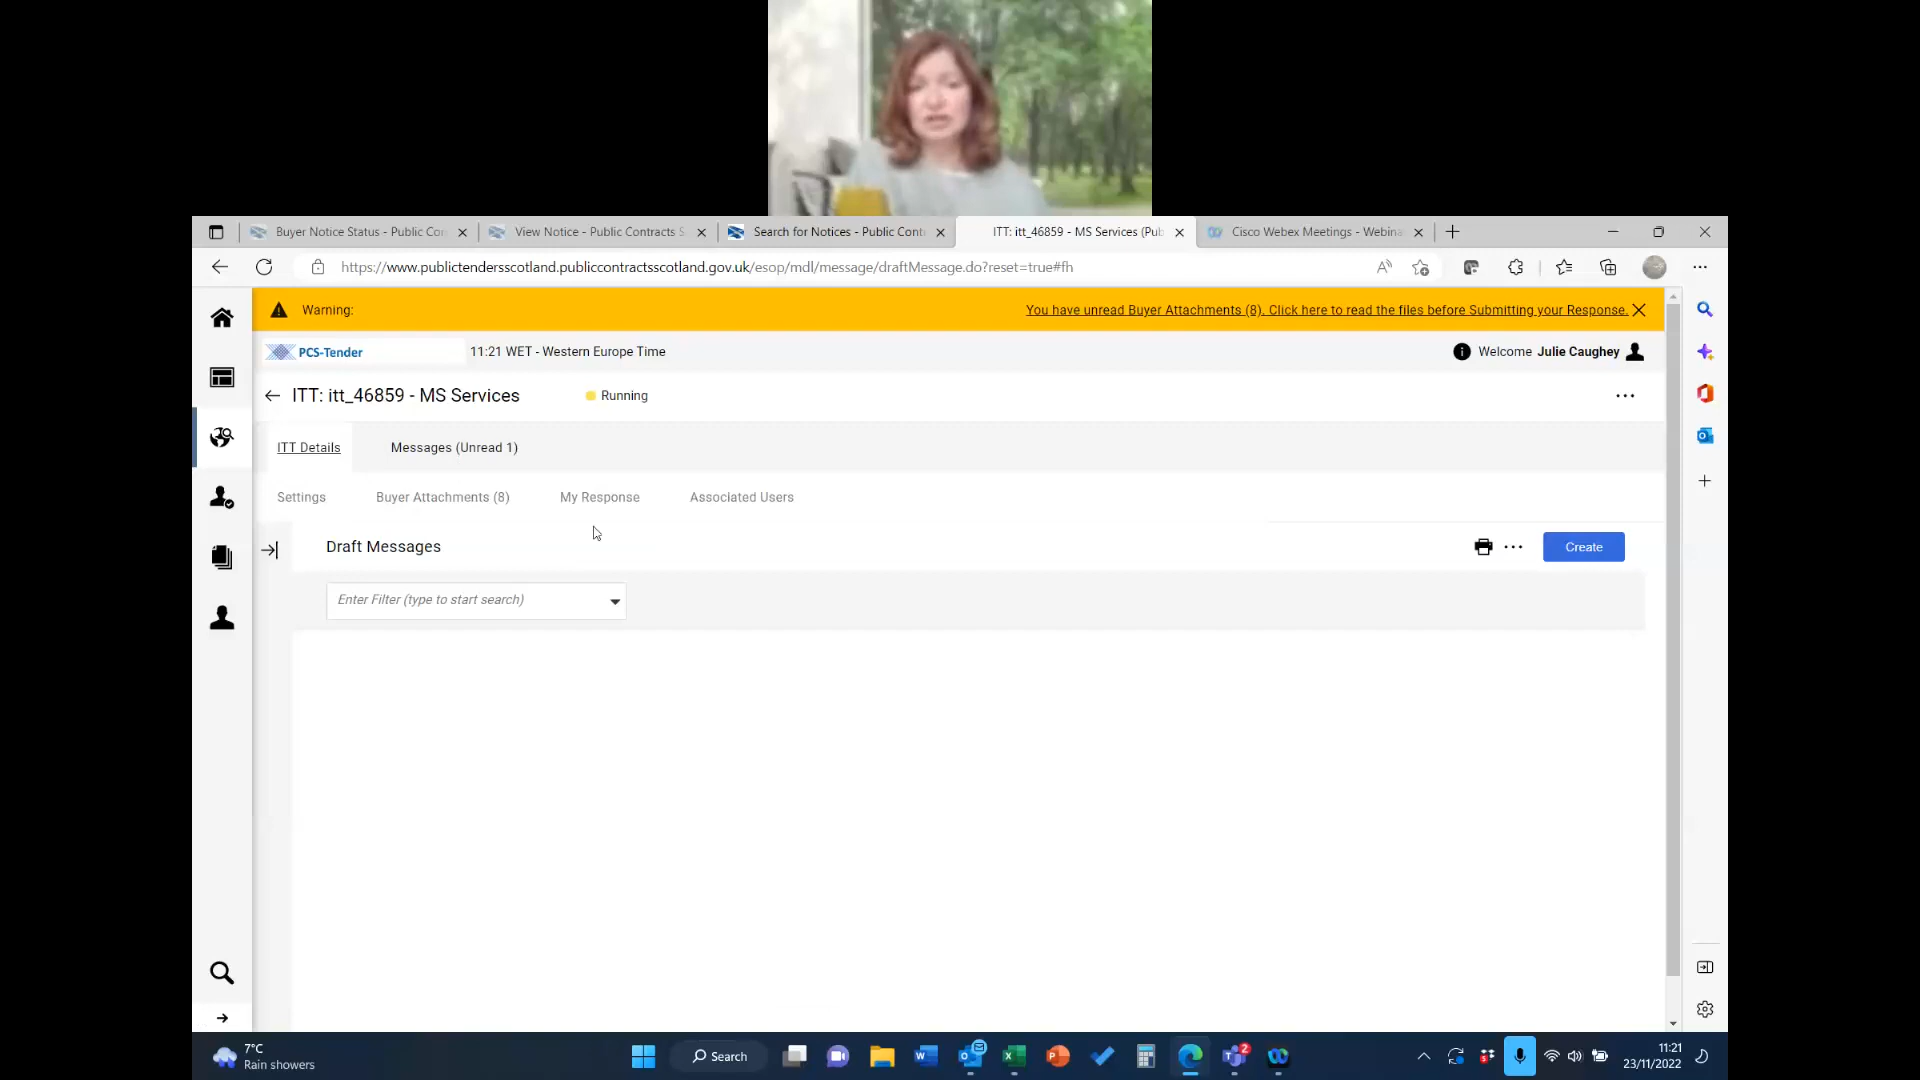 Buyer Notice Status - Public Con
View Notice - Public Contracts S
Search for Notices - Public Cont
ITT: itt_46859 - MS Services (Pub
Cisco Webex Meetings - Webina
https://www.publictendersscotland.publiccontractsscotland.gov.uk/esop/mdl/message/draftMessage.do?reset=true#fh
Warning:
You have unread Buyer Attachments (8). Click here to read the files before Submitting your Response.
PCS-Tender
11:21 WET - Western Europe Time
Welcome Julie Caughey
ITT: itt_46859 - MS Services
Running
ITT Details
Messages (Unread 1)
Settings
Buyer Attachments (8)
My Response
Associated Users
Draft Messages
Create
Enter Filter (type to start search)
7°C
Rain showers
Search
2
11:21
23/11/2022